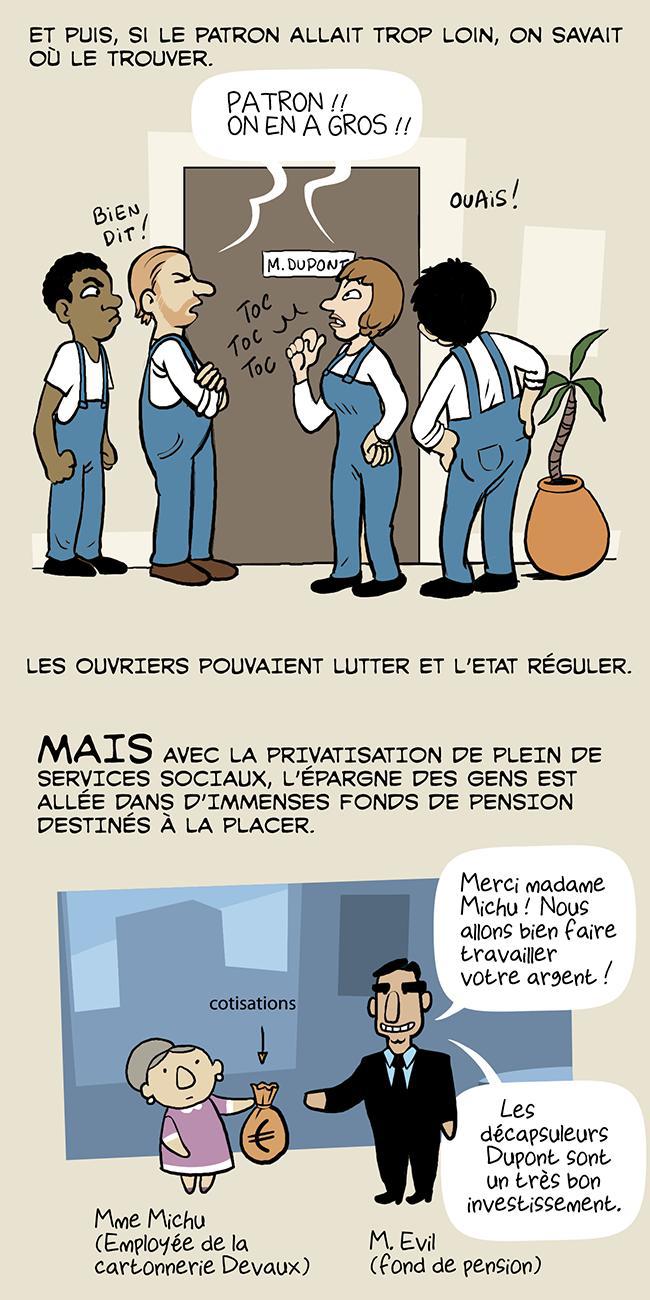 ET PUIS, SI LE PATRON ALLAIT TROP LOIN, ON SAVAIT
OÙ LE TROUVER.
PATRON !!
ON EN A GROS !!
BIEN
DIT !
OUAIS !
M. DUPONT
TOC
TOC
TOC
LES OUVRIERS POUVAIENT LUTTER ET L'ETAT RÉGULER.
MAIS AVEC LA PRIVATISATION DE PLEIN DE
SERVICES SOCIAUX, L'ÉPARGNE DES GENS EST
ALLÉE DANS D'IMMENSES FONDS DE PENSION
DESTINÉS À LA PLACER.
Merci madame
Michu ! Nous
allons bien faire
travailler
votre argent !
cotisations
€
Les
décapsuleurs
Dupont sont
un très bon
investissement.
Mme Michu
(Employée de la
cartonnerie Devaux)
M. Evil
(fond de pension)